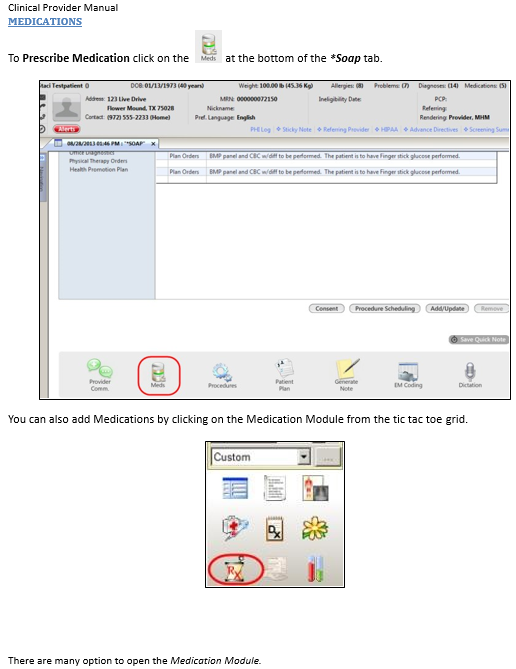 Clinical Provider Manual
MEDICATIONS
To Prescribe Medication click on the Meds at the bottom of the *Soap tab.
Testpatient DOB: 01/13/1973 (40 years) Weight: 100.00 lb (45.36 Kg) Allergies: (8) Problems: (7) Diagnoses: (14) Medications: (5)
Address: 123 Live Drive MRN: 000000072150 Ineligibility Date: PCP:
Flower Mound, TX 75028 Nickname: Referring:
Contact: (972) 555-2233 (Home) Pref. Language: English Rendering: Provider, MHM
Alerts PHI Log Sticky Note Referring Provider HIPAA Advance Directives Screening Summ
08/28/2013 01:46 PM : "*SOAP" x
Office Diagnostics
Physical Therapy Orders
Health Promotion Plan
Plan Orders BMP panel and CBC w/diff to be performed. The patient is to have Finger stick glucose performed.
Plan Orders BMP panel and CBC w/diff to be performed. The patient is to have Finger stick glucose performed.
Consent Procedure Scheduling Add/Update Remove
Save Quick Note
Provider Comm. Meds Procedures Patient Plan Generate Note EM Coding Dictation
You can also add Medications by clicking on the Medication Module from the tic tac toe grid.
Custom ...
Dx
Rx
There are many option to open the Medication Module.